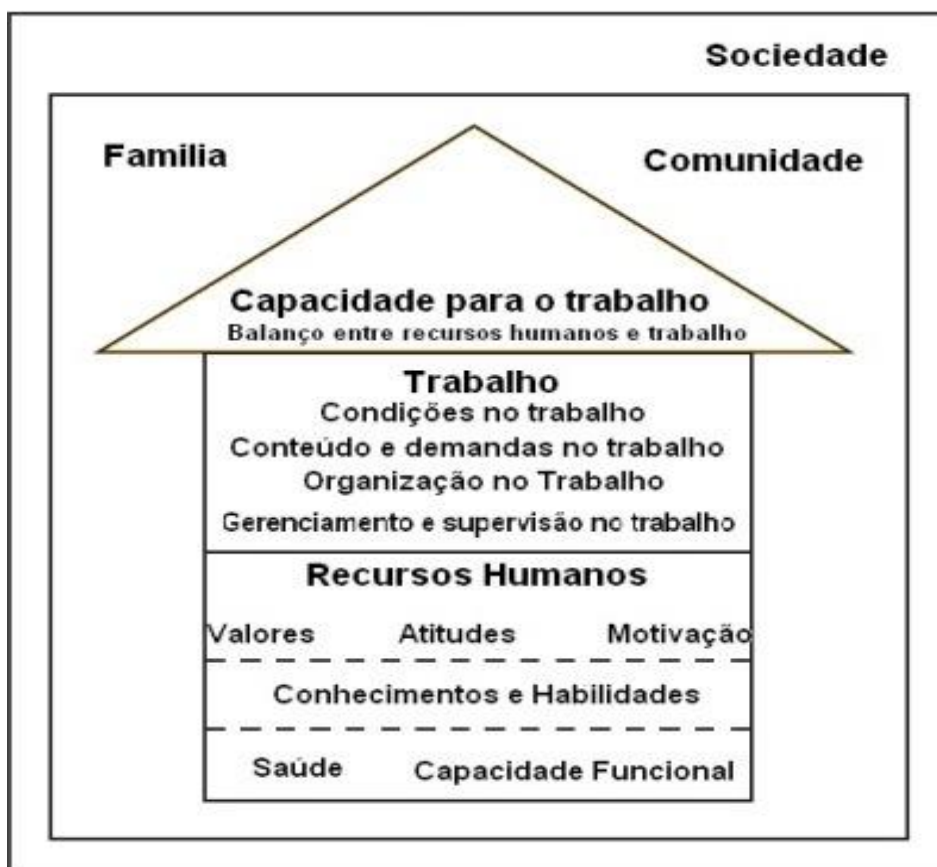 Sociedade
Familia
Comunidade
Capacidade para o trabalho
Balanço entre recursos humanos e trabalho
Trabalho
Condições no trabalho
Conteúdo e demandas no trabalho
Organização no Trabalho
Gerenciamento e supervisão no trabalho
Recursos Humanos
Valores Atitudes Motivação
Conhecimentos e Habilidades
Saúde Capacidade Funcional